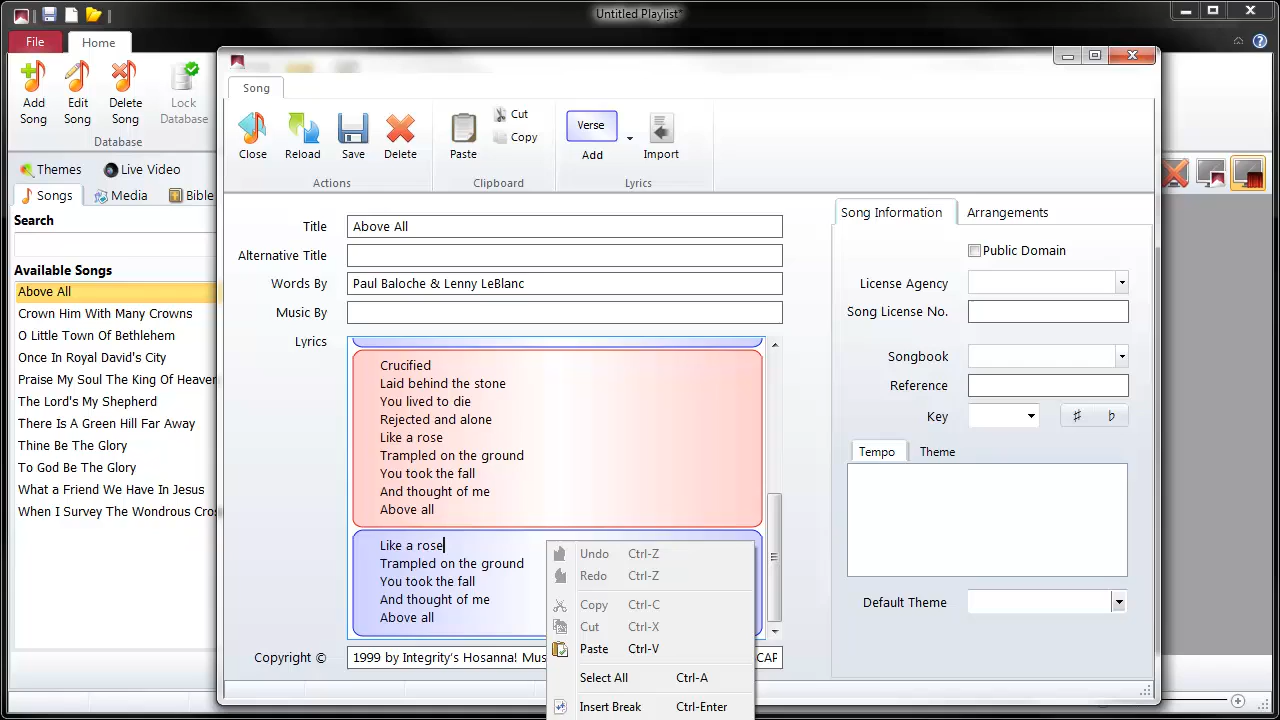 Untitled Playlist*
File
Home
Add Song
Edit Song
Delete Song
Lock Database
Database
Themes
Live Video
Songs
Media
Bible
Search
Available Songs
Above All
Crown Him With Many Crowns
O Little Town Of Bethlehem
Once In Royal David's City
Praise My Soul The King Of Heaven
The Lord's My Shepherd
There Is A Green Hill Far Away
Thine Be The Glory
To God Be The Glory
What a Friend We Have In Jesus
When I Survey The Wondrous Cros
Song
Close
Reload
Save
Delete
Actions
Paste
Cut
Copy
Clipboard
Verse
Add
Import
Lyrics
Title
Above All
Alternative Title
Words By
Paul Baloche & Lenny LeBlanc
Music By
Lyrics
Crucified
Laid behind the stone
You lived to die
Rejected and alone
Like a rose
Trampled on the ground
You took the fall
And thought of me
Above all
Like a rose
Trampled on the ground
You took the fall
And thought of me
Above all
Copyright ©
1999 by Integrity's Hosanna! Mus
CAP
Undo Ctrl-Z
Redo Ctrl-Z
Copy Ctrl-C
Cut Ctrl-X
Paste Ctrl-V
Select All Ctrl-A
Insert Break Ctrl-Enter
Song Information
Arrangements
Public Domain
License Agency
Song License No.
Songbook
Reference
Key
♯
♭
Tempo
Theme
Default Theme